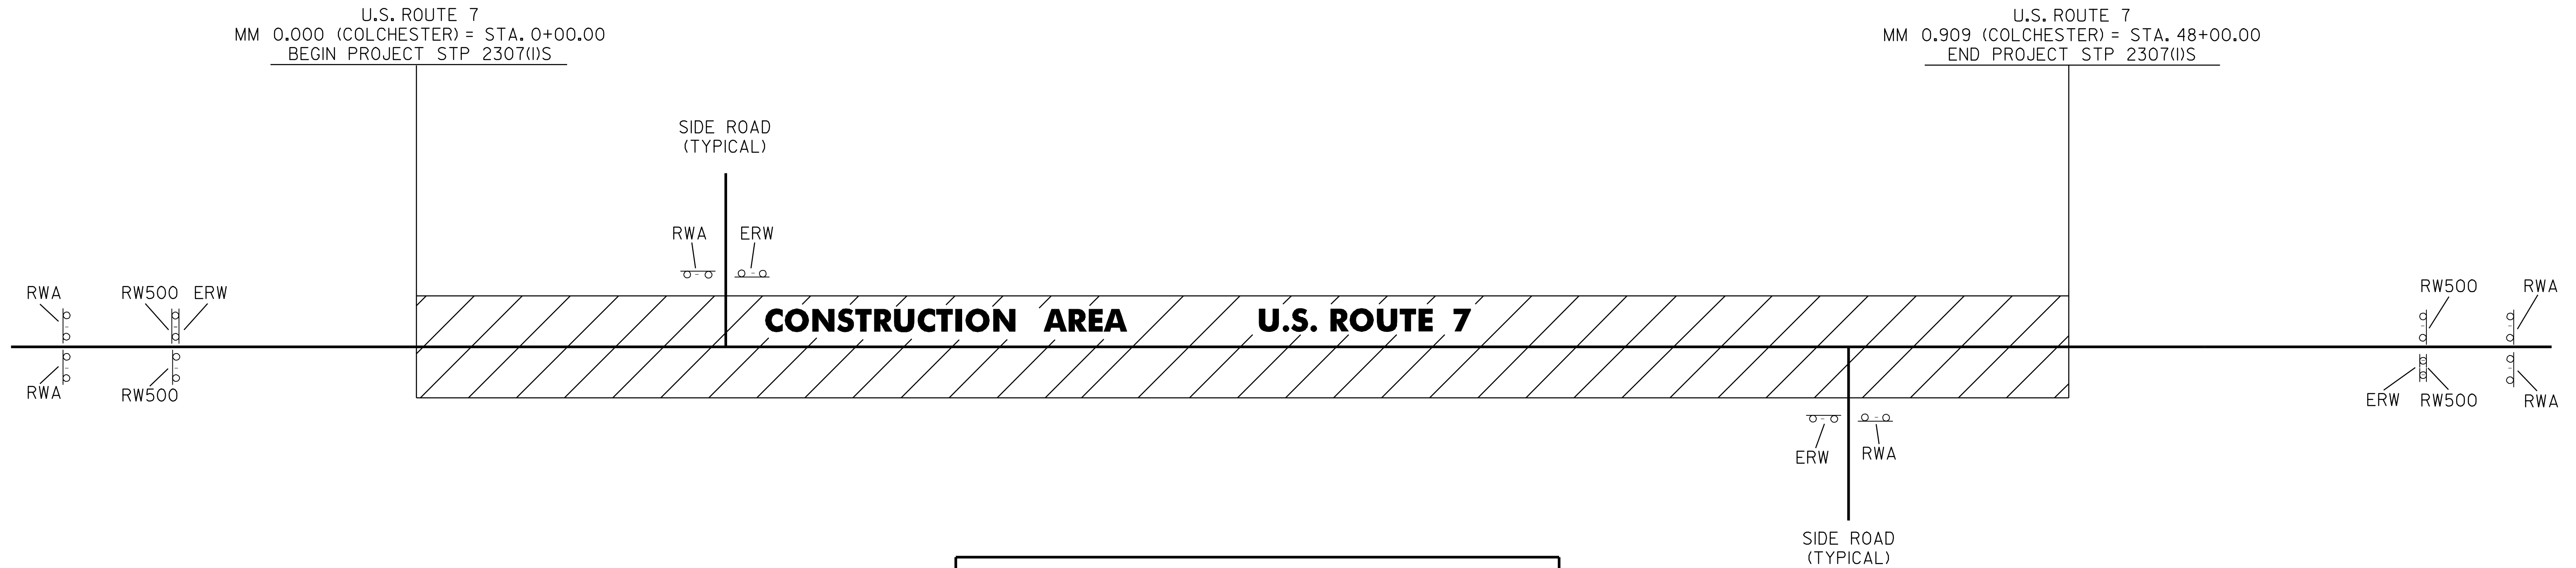 U.S. ROUTE 7
MM 0.000 (COLCHESTER) = STA. 0+00.00
BEGIN PROJECT STP 2307(1)S
U.S. ROUTE 7
MM 0.909 (COLCHESTER) = STA. 48+00.00
END PROJECT STP 2307(1)S
SIDE ROAD
(TYPICAL)
RWA
ERW
RWA
RW500
ERW
RW500
RWA
CONSTRUCTION AREA
U.S. ROUTE 7
RWA
RW500
ERW
RW500
RWA
ERW
RWA
SIDE ROAD
(TYPICAL)